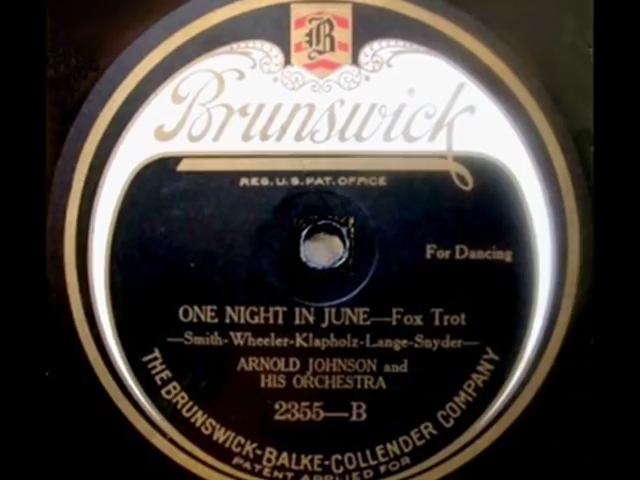 B
Brunswick
REG. U.S. PAT. OFFICE
For Dancing
ONE NIGHT IN JUNE—Fox Trot
—Smith-Wheeler-Klapholz-Lange-Snyder—
ARNOLD JOHNSON and
HIS ORCHESTRA
2355—B
THE BRUNSWICK-BALKE-COLLENDER COMPANY
PATENT APPLIED FOR